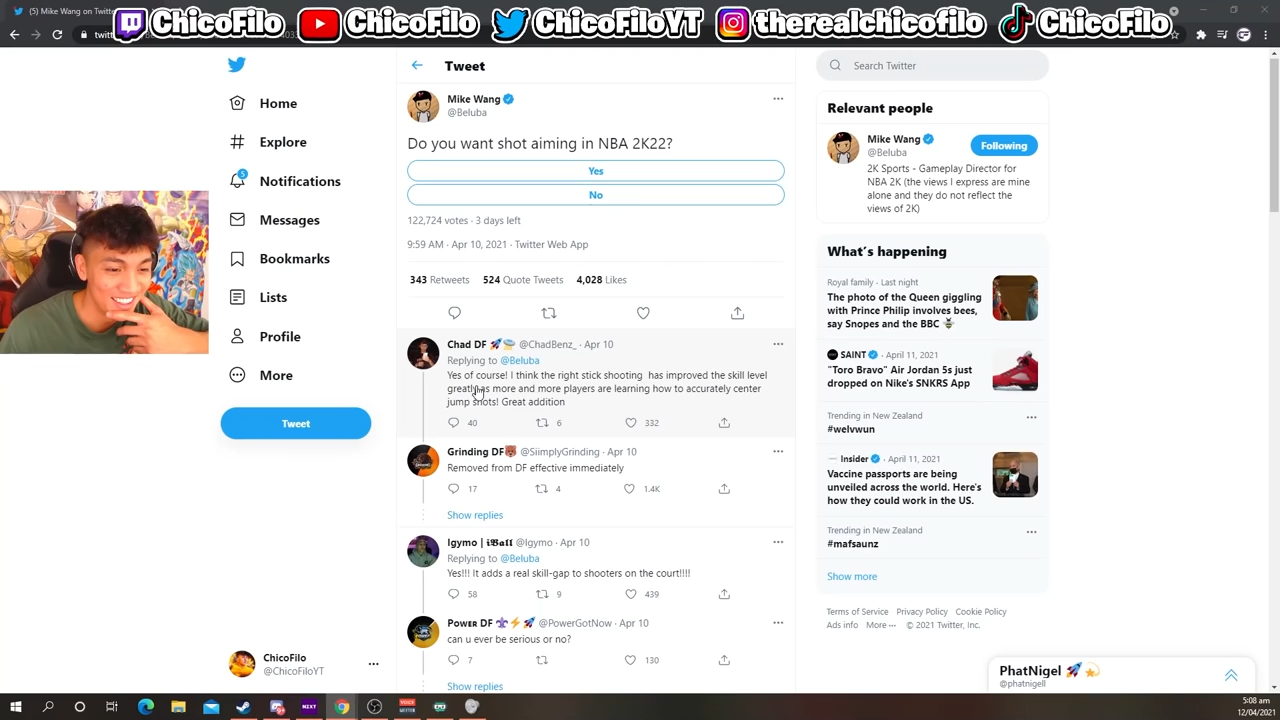 (5) Mike Wang on Twitter: "Do
ChicoFilo ChicoFilo ChicoFiloYT therealchicofilo ChicoFilo
Tweet
Search Twitter
Home
Explore
5
Notifications
Messages
Bookmarks
Lists
Profile
More
Tweet
Mike Wang
@Beluba
Do you want shot aiming in NBA 2K22?
Yes
No
122,724 votes · 3 days left
9:59 AM · Apr 10, 2021 · Twitter Web App
343 Retweets 524 Quote Tweets 4,028 Likes
Chad DF 🚀 @ChadBenz_ · Apr 10
Replying to @Beluba
Yes of course! I think the right stick shooting has improved the skill level
greatly as more and more players are learning how to accurately center
jump shots! Great addition
40 6 332
Grinding DF🐻 @SiimplyGrinding · Apr 10
Removed from DF effective immediately
17 4 1.4K
Show replies
Igymo | 𝖎𝕭𝖆𝖑𝖑 @Igymo · Apr 10
Replying to @Beluba
Yes!!! It adds a real skill-gap to shooters on the court!!!!
58 9 439
Power DF ⚜️⚡🚀 @PowerGotNow · Apr 10
can u ever be serious or no?
7 130
Show replies
Relevant people
Mike Wang
@Beluba
Following
2K Sports - Gameplay Director for
NBA 2K (the views I express are mine
alone and they do not reflect the
views of 2K)
What's happening
Royal family · Last night
The photo of the Queen giggling
with Prince Philip involves bees,
say Snopes and the BBC 🐝
SAINT · April 11, 2021
"Toro Bravo" Air Jordan 5s just
dropped on Nike's SNKRS App
Trending in New Zealand
#welvwun
Insider · April 11, 2021
Vaccine passports are being
unveiled across the world. Here's
how they could work in the US.
Trending in New Zealand
#mafsaunz
Show more
Terms of Service Privacy Policy Cookie Policy
Ads info More ··· © 2021 Twitter, Inc.
ChicoFilo
@ChicoFiloYT
PhatNigel 🚀💫
@phatnigell
NEXT
5:08 am
12/04/2021